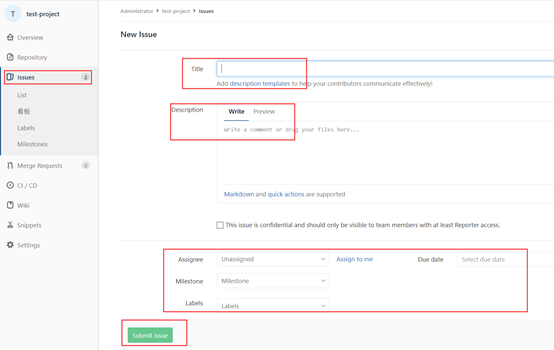 T test-project
Administrator > test-project > Issues
Overview
New Issue
Repository
Issues 2
Title
List
Add description templates to help your contributors communicate effectively!
看板
Description Write Preview
Labels
Write a comment or drag your files here...
Milestones
Merge Requests 0
CI / CD
Markdown and quick actions are supported
Wiki
Snippets
This issue is confidential and should only be visible to team members with at least Reporter access.
Settings
Assignee Unassigned Assign to me Due date Select due date
Milestone Milestone
Labels Labels
Submit issue